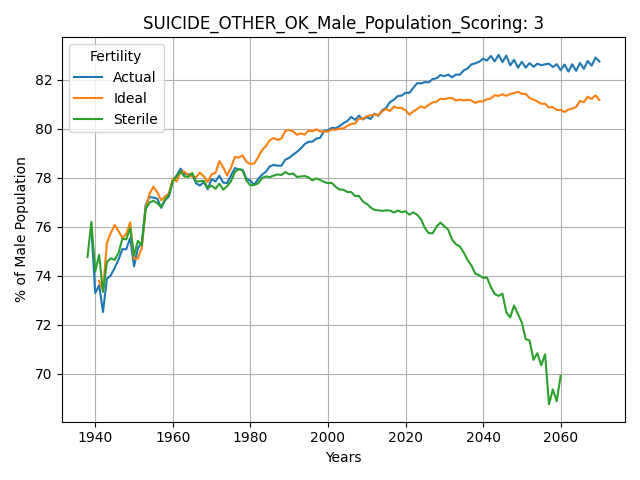 SUICIDE_OTHER_OK_Male_Population_Scoring: 3
Fertility
Actual
Ideal
Sterile
% of Male Population
82
80
78
76
74
72
70
1940
1960
1980
2000
2020
2040
2060
Years